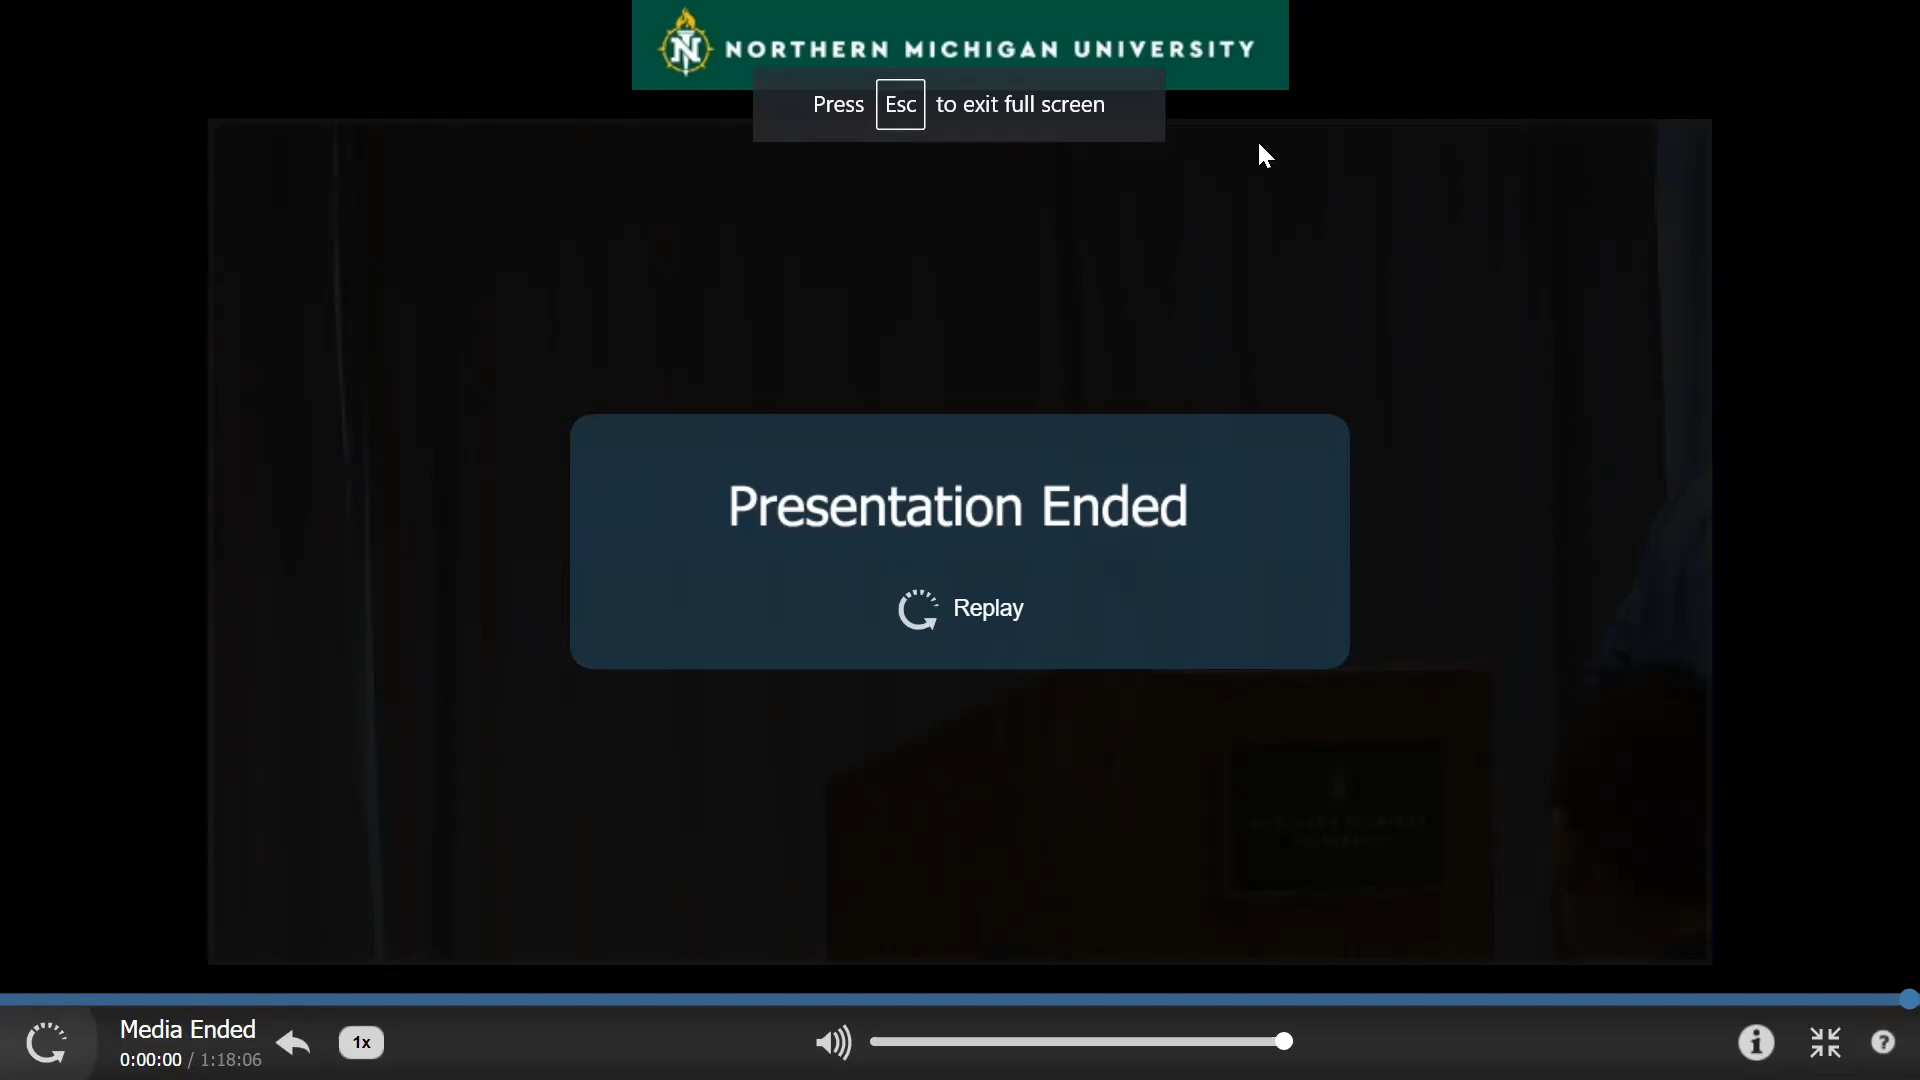 NORTHERN MICHIGAN UNIVERSITY
Press Esc to exit full screen
Presentation Ended
Replay
Media Ended
0:00:00 / 1:18:06
1x